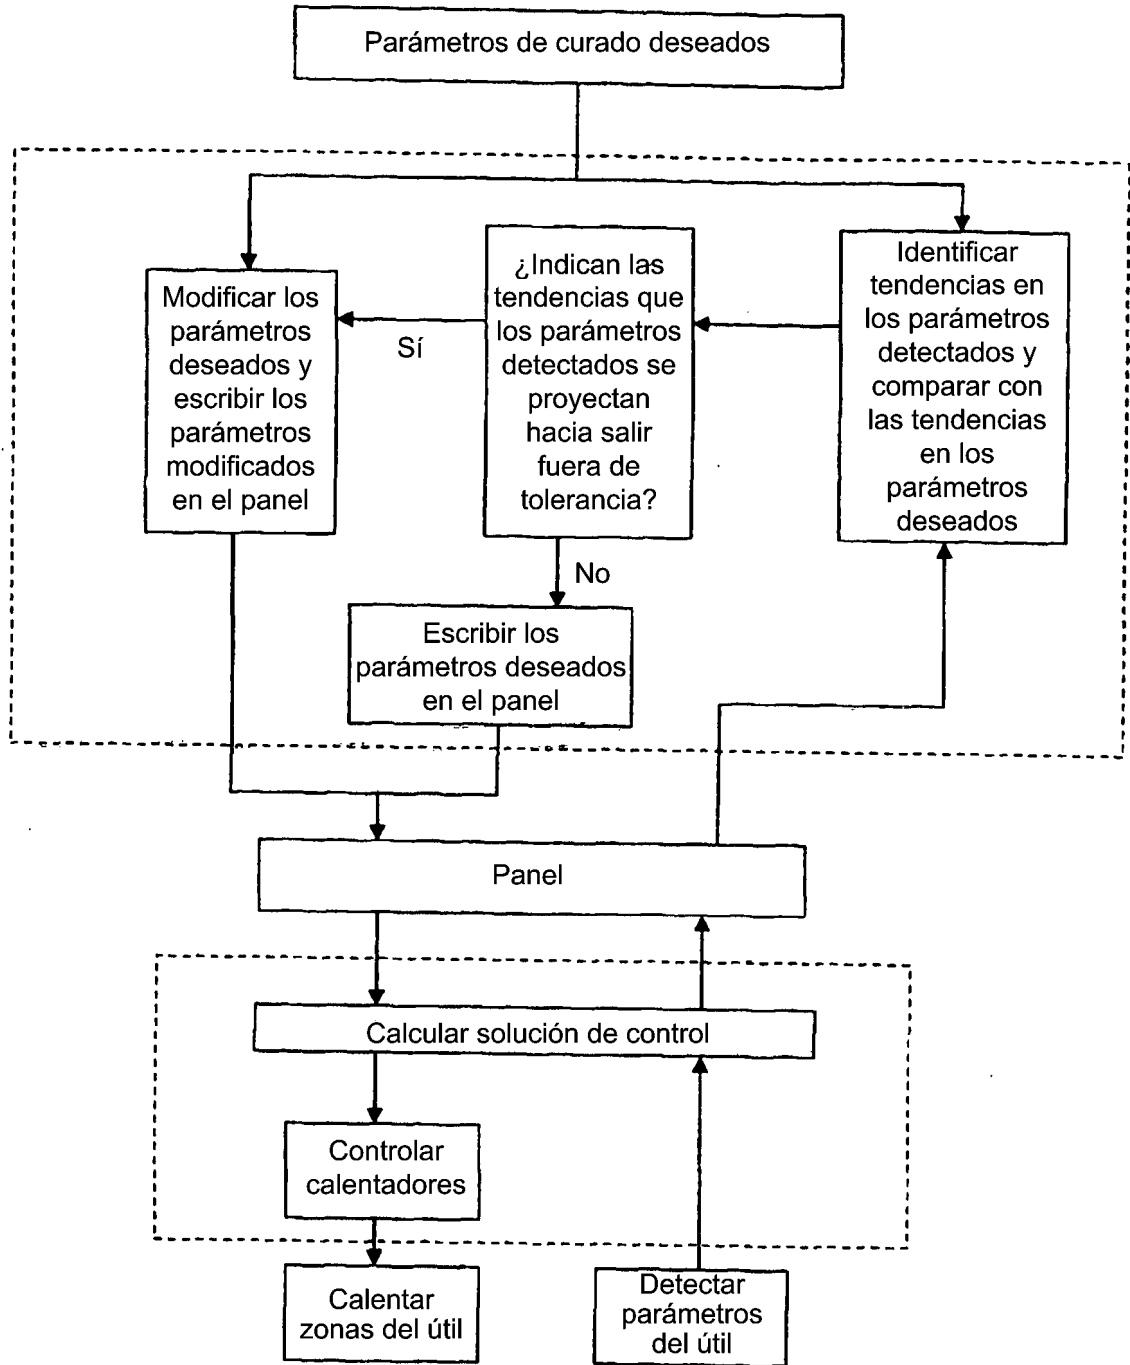 Parámetros de curado deseados
Modificar los
parámetros
deseados y
escribir los
parámetros
modificados
en el panel
Sí
¿Indican las
tendencias que
los parámetros
detectados se
proyectan
hacia salir
fuera de
tolerancia?
Identificar
tendencias en
los parámetros
detectados y
comparar con
las tendencias
en los
parámetros
deseados
No
Escribir los
parámetros deseados
en el panel
Panel
Calcular solución de control
Controlar
calentadores
Calentar
zonas del útil
Detectar
parámetros
del útil